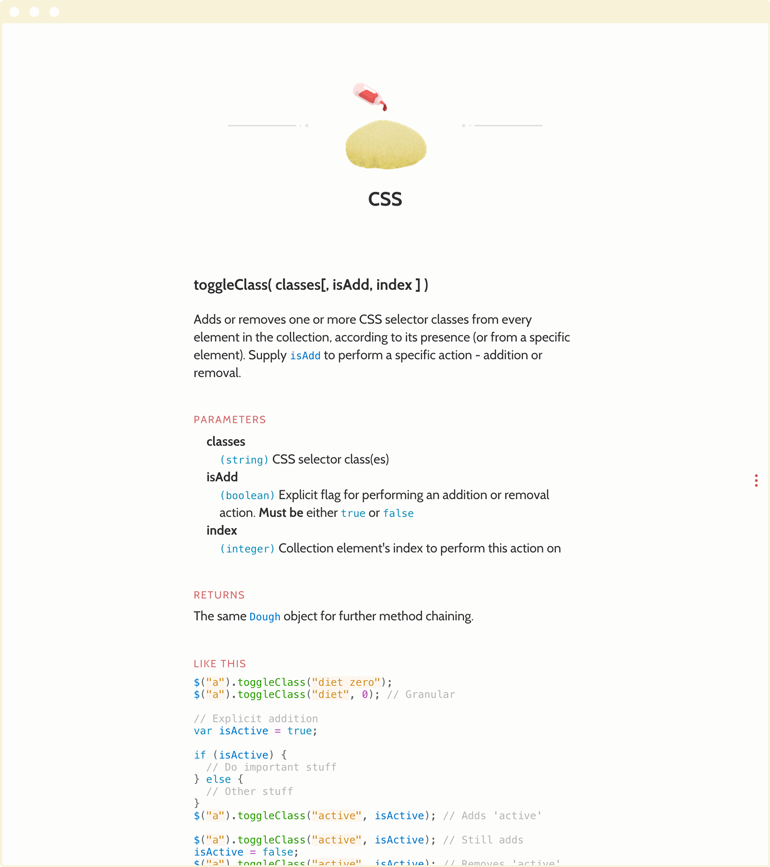 CSS
toggleClass( classes[, isAdd, index ] )
Adds or removes one or more CSS selector classes from every
element in the collection, according to its presence (or from a specific
element). Supply isAdd to perform a specific action - addition or
removal.
PARAMETERS
classes
(string) CSS selector class(es)
isAdd
(boolean) Explicit flag for performing an addition or removal
action. Must be either true or false
index
(integer) Collection element's index to perform this action on
RETURNS
The same Dough object for further method chaining.
LIKE THIS
$("a").toggleClass("diet zero");
$("a").toggleClass("diet", 0); // Granular
// Explicit addition
var isActive = true;
if (isActive) {
// Do important stuff
} else {
// Other stuff
}
$("a").toggleClass("active", isActive); // Adds 'active'
$("a").toggleClass("active", isActive); // Still adds
isActive = false;
$("a").toggleClass("active", isActive); // Removes 'active'